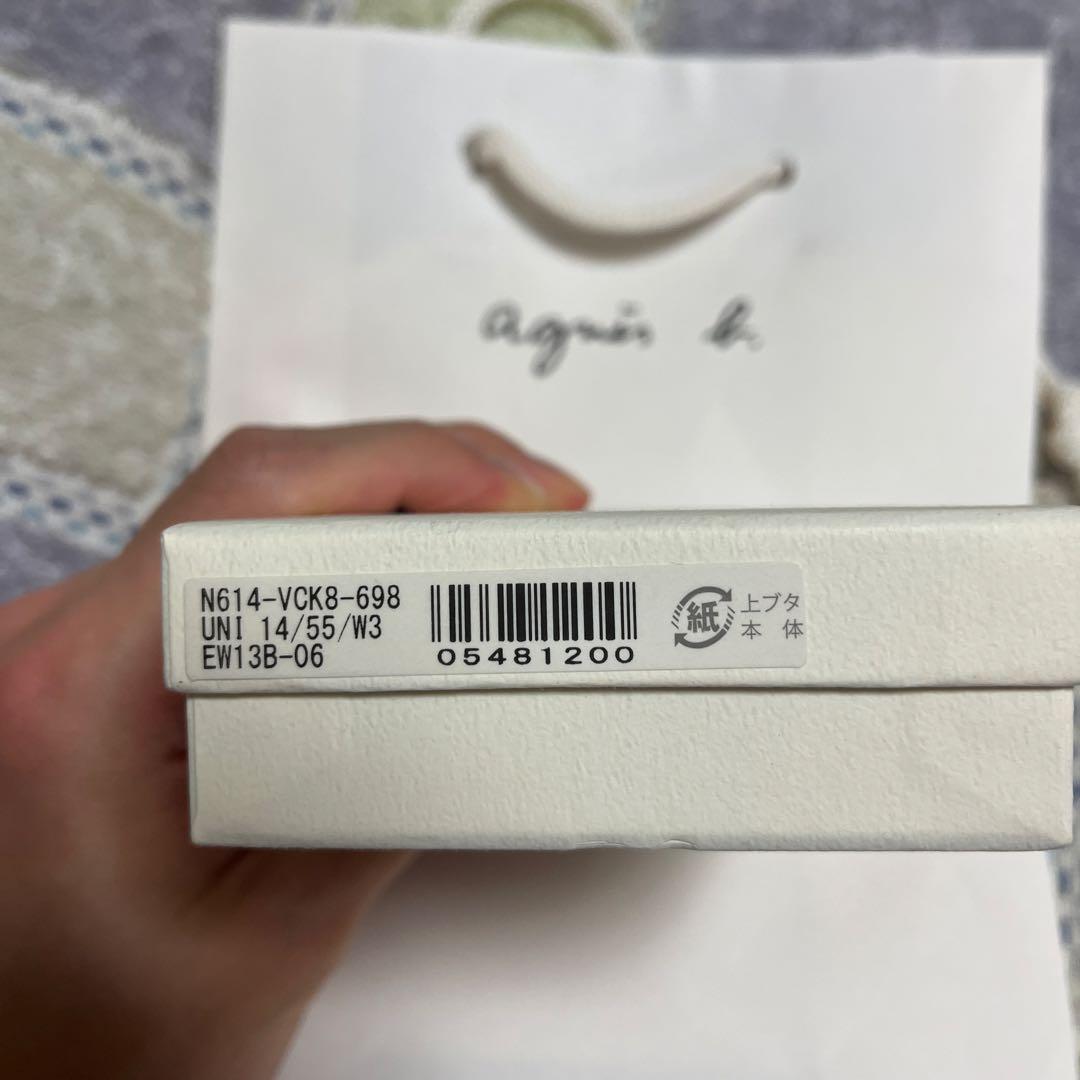 agnès b.
N614-VCK8-698
UNI 14/55/W3
EW13B-06
05481200
紙
上ブタ
本 体